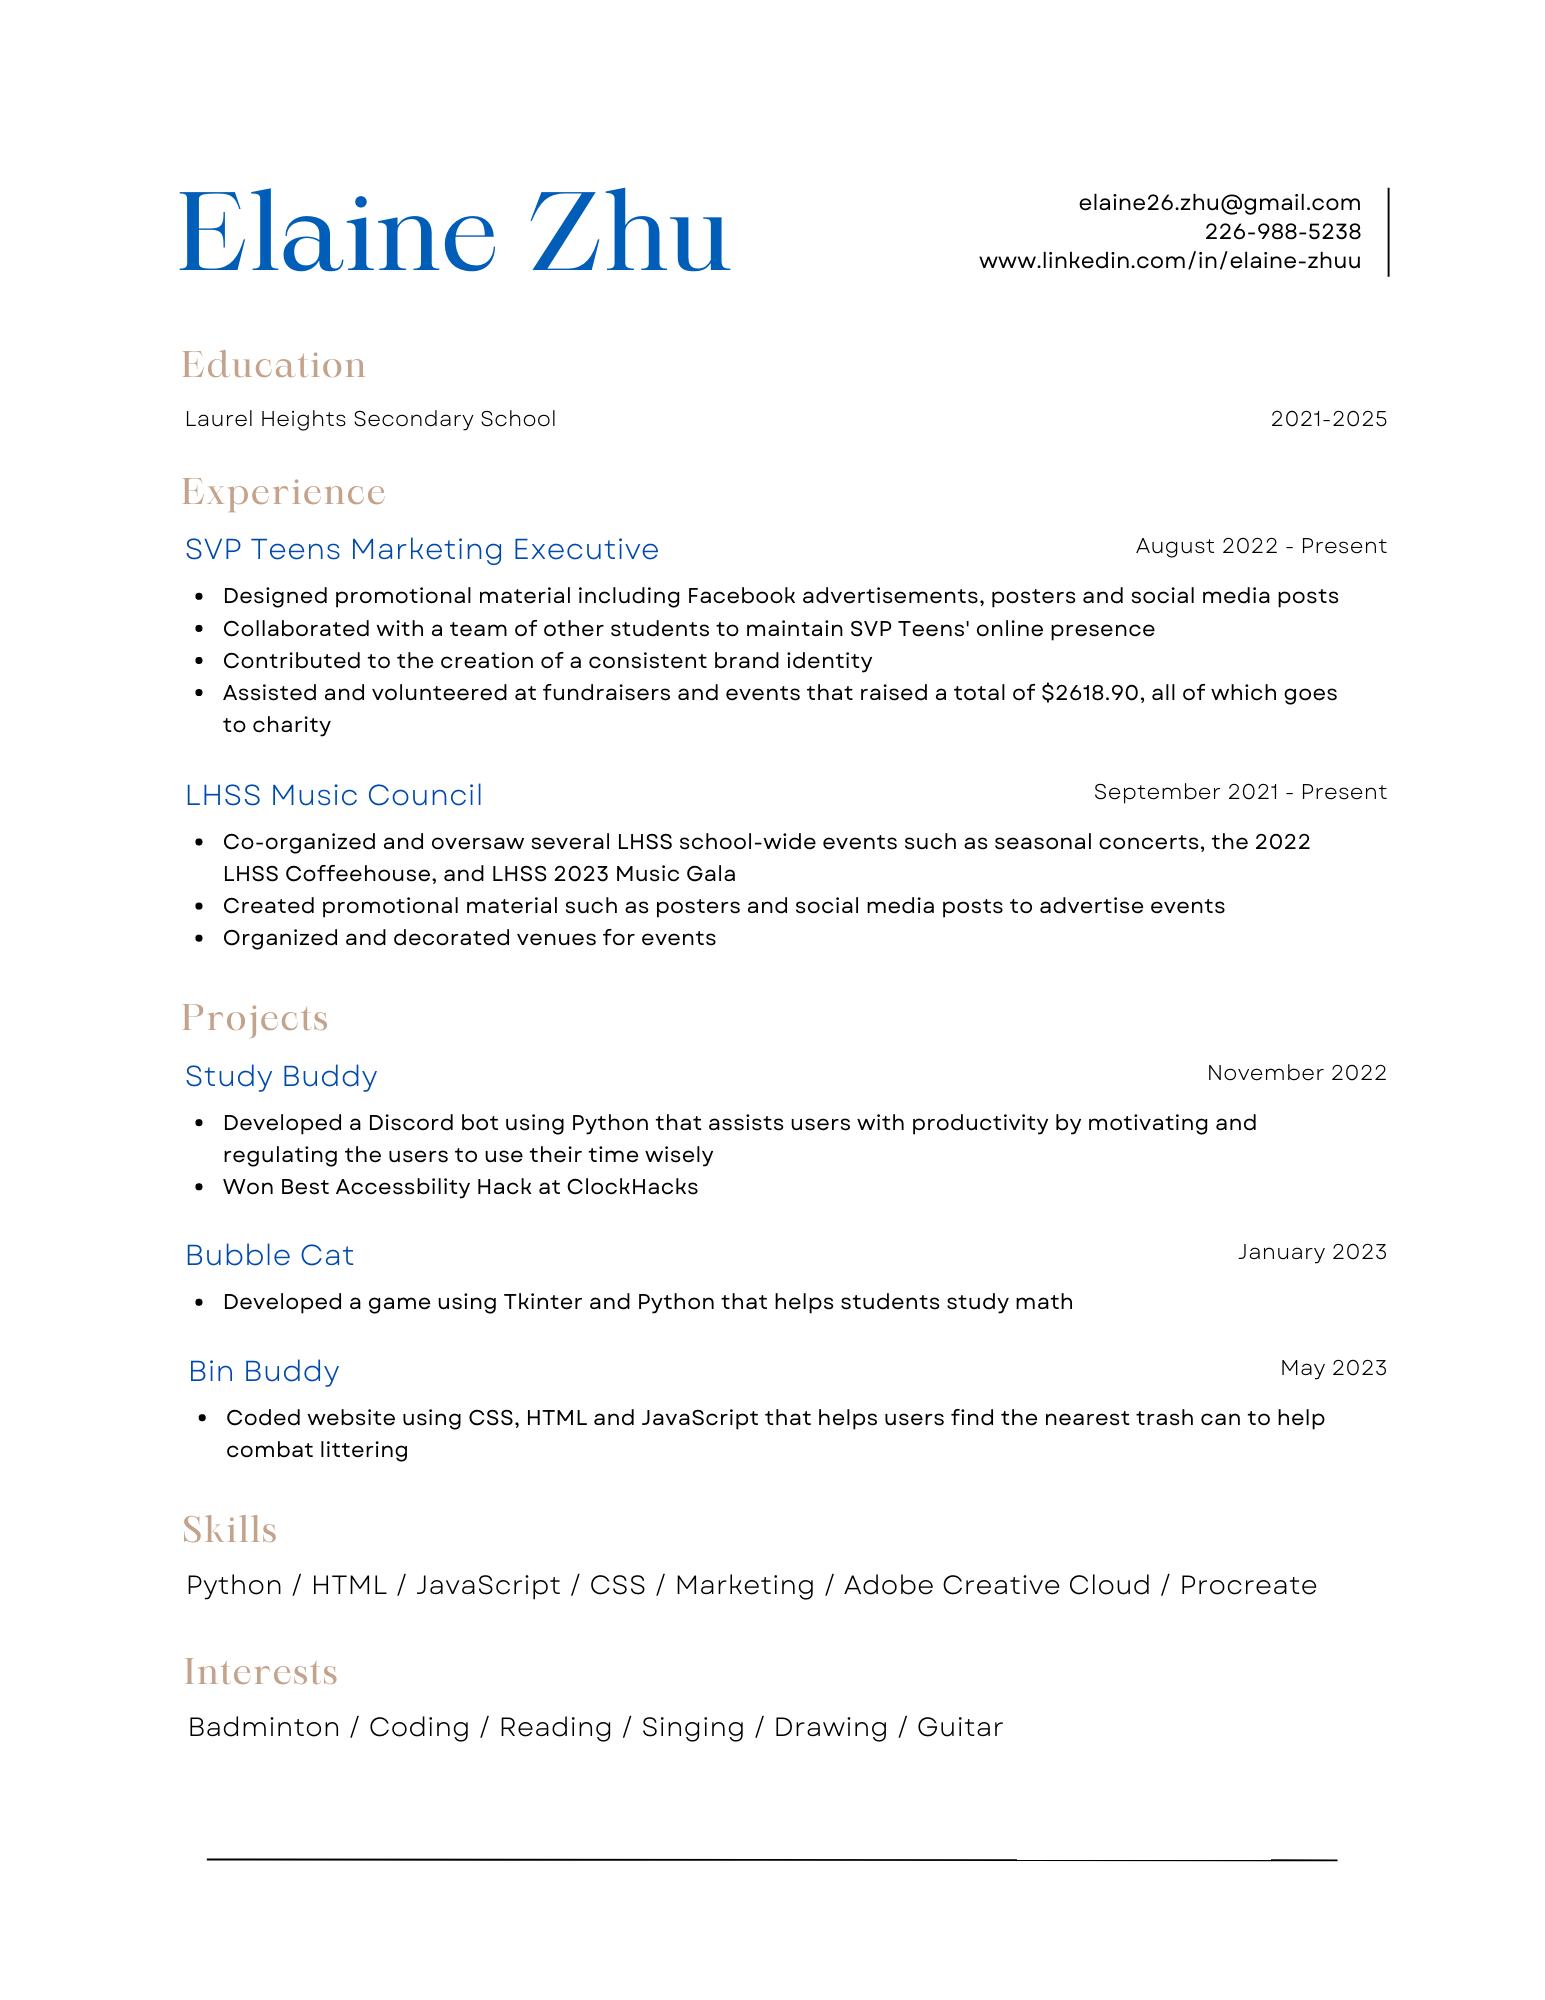 Elaine Zhu
elaine26.zhu@gmail.com
226-988-5238
www.linkedin.com/in/elaine-zhuu
Education
Laurel Heights Secondary School 2021-2025
Experience
SVP Teens Marketing Executive August 2022 - Present
• Designed promotional material including Facebook advertisements, posters and social media posts
• Collaborated with a team of other students to maintain SVP Teens' online presence
• Contributed to the creation of a consistent brand identity
• Assisted and volunteered at fundraisers and events that raised a total of $2618.90, all of which goes
to charity
LHSS Music Council September 2021 - Present
• Co-organized and oversaw several LHSS school-wide events such as seasonal concerts, the 2022
LHSS Coffeehouse, and LHSS 2023 Music Gala
• Created promotional material such as posters and social media posts to advertise events
• Organized and decorated venues for events
Projects
Study Buddy November 2022
• Developed a Discord bot using Python that assists users with productivity by motivating and
regulating the users to use their time wisely
• Won Best Accessbility Hack at ClockHacks
Bubble Cat January 2023
• Developed a game using Tkinter and Python that helps students study math
Bin Buddy May 2023
• Coded website using CSS, HTML and JavaScript that helps users find the nearest trash can to help
combat littering
Skills
Python / HTML / JavaScript / CSS / Marketing / Adobe Creative Cloud / Procreate
Interests
Badminton / Coding / Reading / Singing / Drawing / Guitar